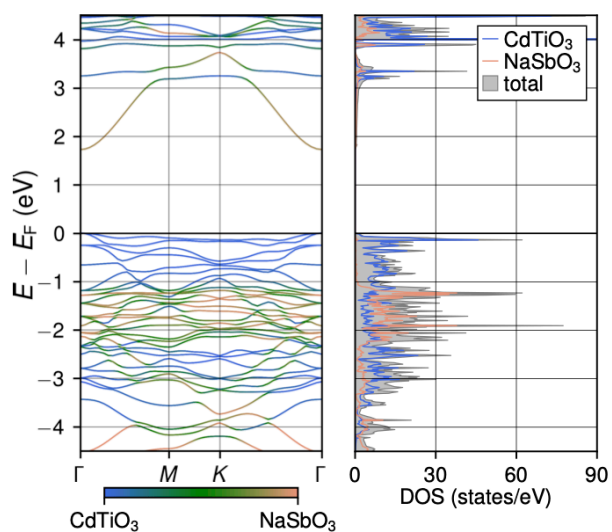 4
3
2
1
0
−1
−2
−3
−4
E − E_F (eV)
Γ
M
K
Γ
CdTiO₃
NaSbO₃
CdTiO₃
NaSbO₃
total
0
30
60
90
DOS (states/eV)